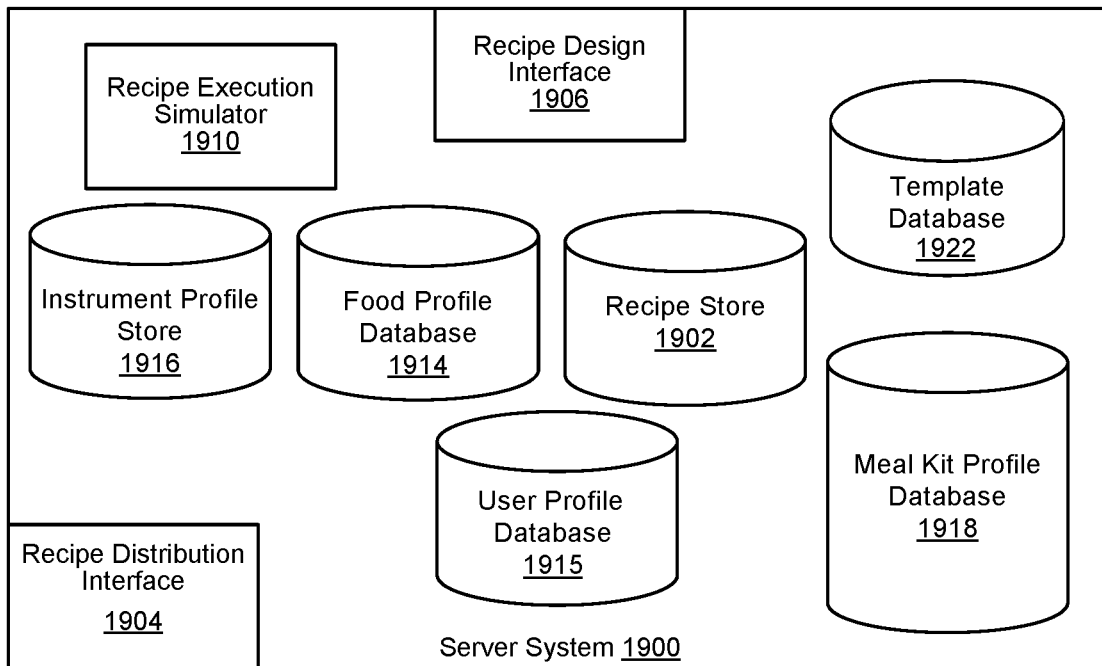 Recipe Design
Interface
1906
Recipe Execution
Simulator
1910
Template
Database
1922
Instrument Profile
Store
1916
Food Profile
Database
1914
Recipe Store
1902
Meal Kit Profile
Database
1918
User Profile
Database
1915
Recipe Distribution
Interface
1904
Server System 1900